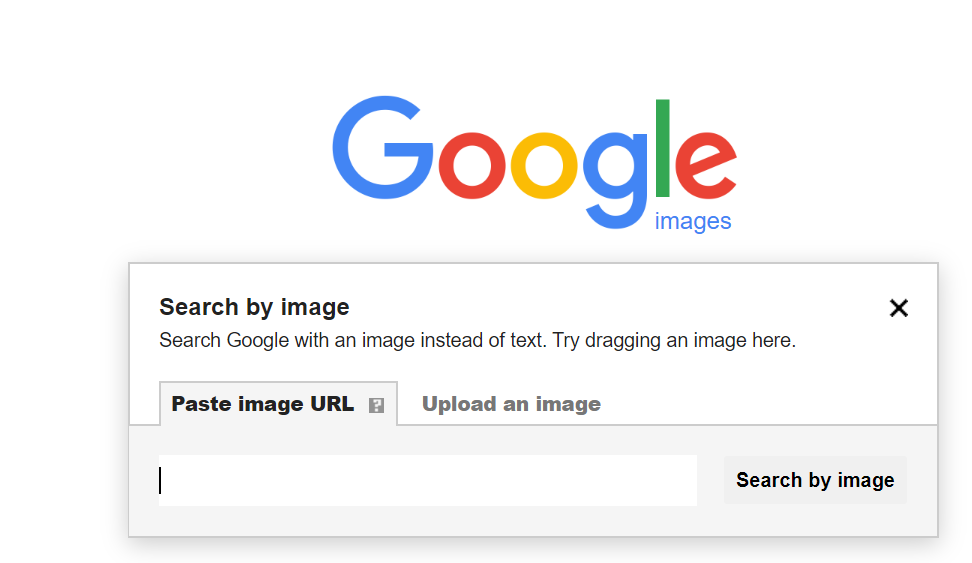 Google
images
Search by image
Search Google with an image instead of text. Try dragging an image here.
Paste image URL ? Upload an image
Search by image